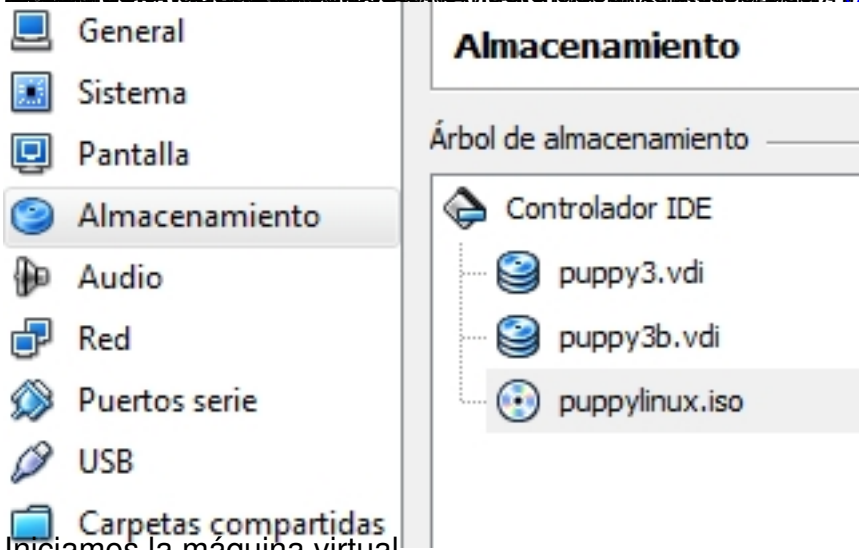 General
Sistema
Pantalla
Almacenamiento
Audio
Red
Puertos serie
USB
Carpetas compartidas
Almacenamiento
Árbol de almacenamiento
Controlador IDE
puppy3.vdi
puppy3b.vdi
puppylinux.iso
Iniciamos la máquina virtual